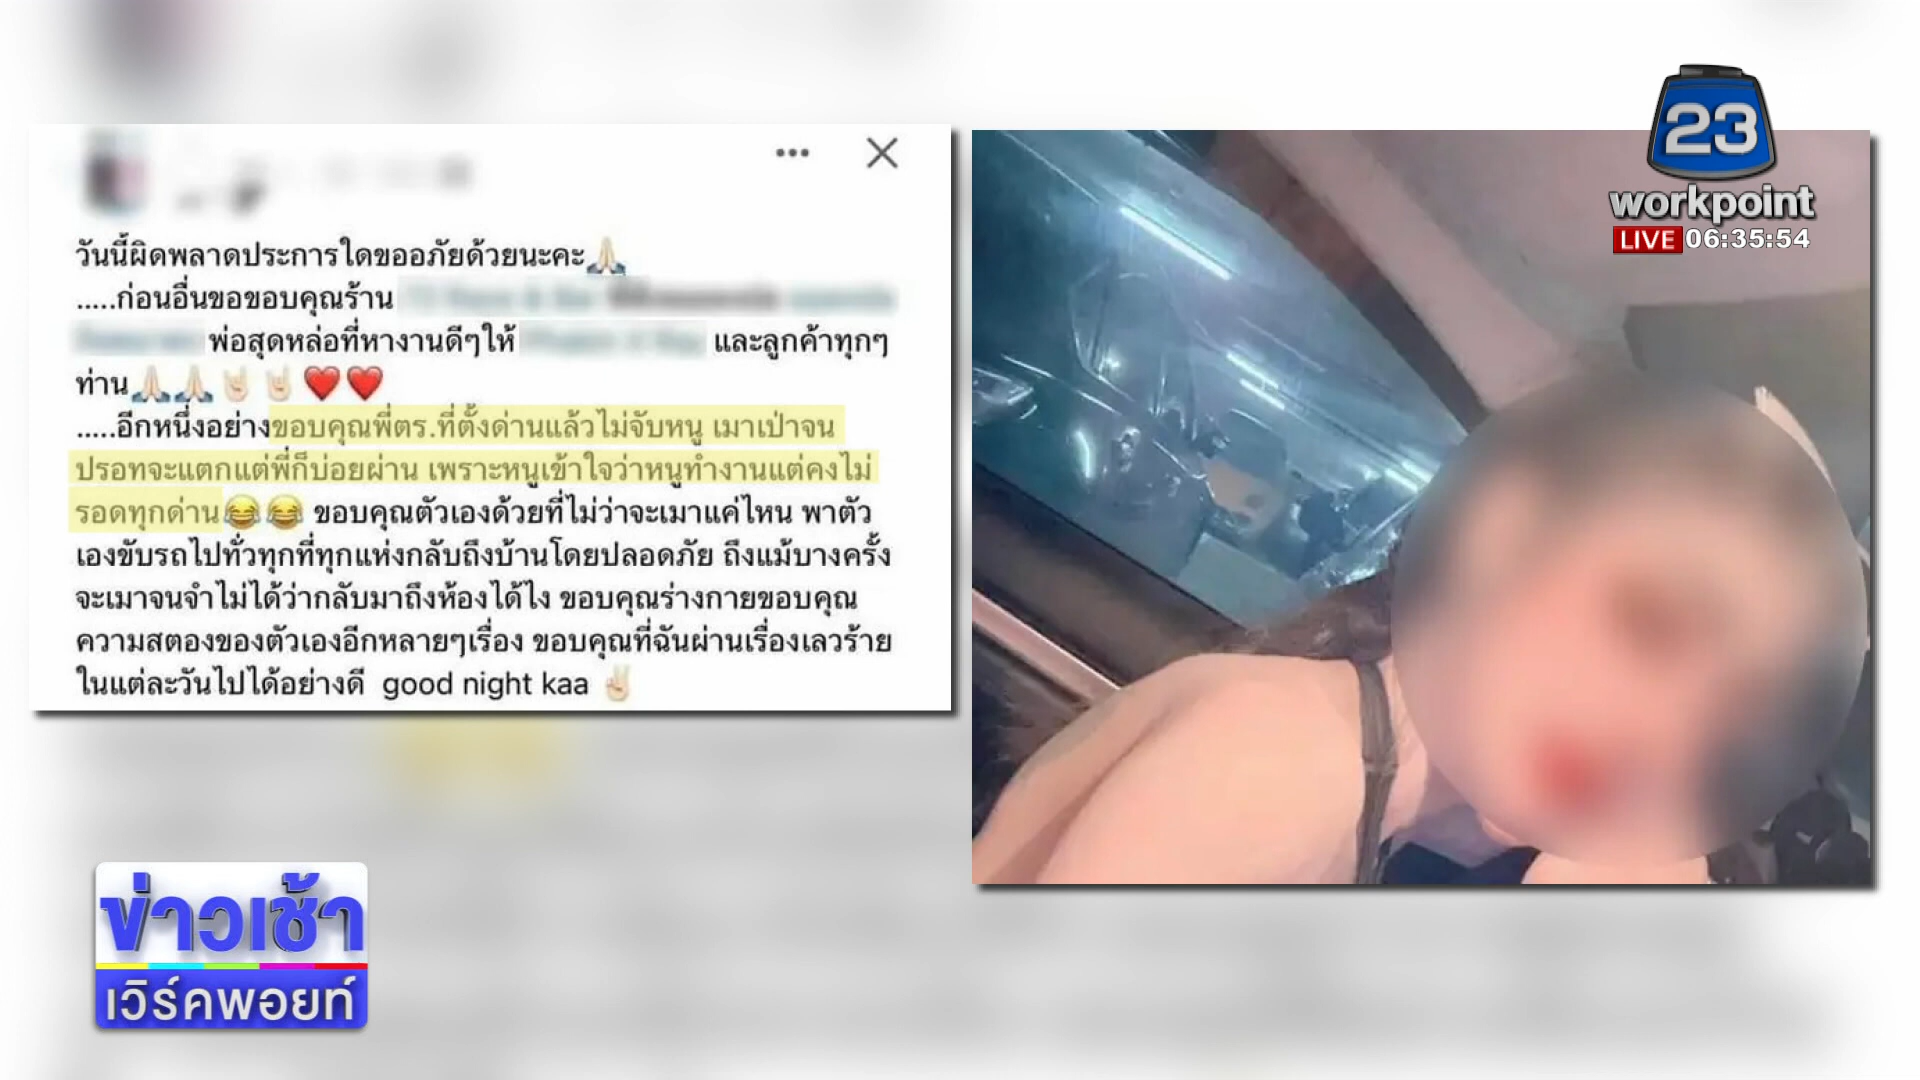 23
workpoint
LIVE 06:35:54
วันนี้ผิดพลาดประการใดขออภัยด้วยนะคะ🙏🏻
.....ก่อนอื่นขอขอบคุณร้าน
พ่อสุดหล่อที่หางานดีๆให้ และลูกค้าทุกๆ
ท่าน🙏🏻🙏🏻🤘🏻🤘🏻❤️❤️
.....อีกหนึ่งอย่างขอบคุณพี่ตร.ที่ตั้งด่านแล้วไม่จับหนู เมาเป่าจน
ปรอทจะแตกแต่พี่ก็บ่อยผ่าน เพราะหนูเข้าใจว่าหนูทำงานแต่คงไม่
รอดทุกด่าน😂😂 ขอบคุณตัวเองด้วยที่ไม่ว่าจะเมาแค่ไหน พาตัว
เองขับรถไปทั่วทุกที่ทุกแห่งกลับถึงบ้านโดยปลอดภัย ถึงแม้บางครั้ง
จะเมาจนจำไม่ได้ว่ากลับมาถึงห้องได้ไง ขอบคุณร่างกายขอบคุณ
ความสตองของตัวเองอีกหลายๆเรื่อง ขอบคุณที่ฉันผ่านเรื่องเลวร้าย
ในแต่ละวันไปได้อย่างดี good night kaa ✌🏻
ข่าวเช้า
เวิร์คพอยท์